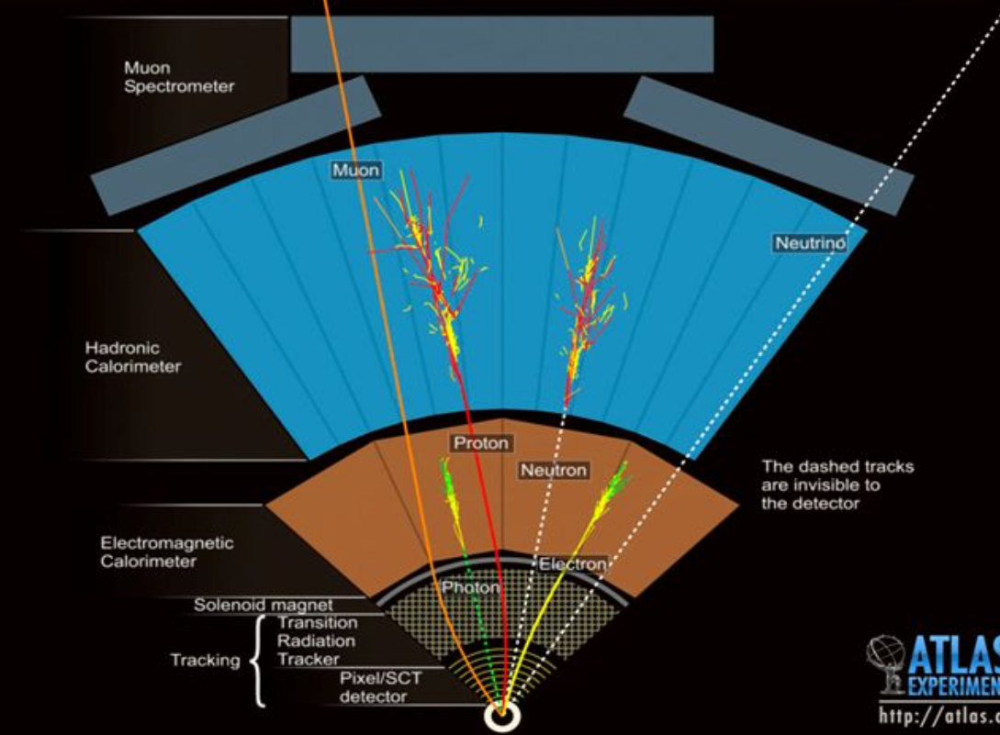 Muon
Spectrometer
Muon
Neutrino
Hadronic
Calorimeter
Proton
Neutron
The dashed tracks
are invisible to
the detector
Electromagnetic
Calorimeter
Electron
Photon
Solenoid magnet
Transition
Radiation
Tracker
Tracking
Pixel/SCT
detector
ATLAS
EXPERIMEN
http://atlas.c